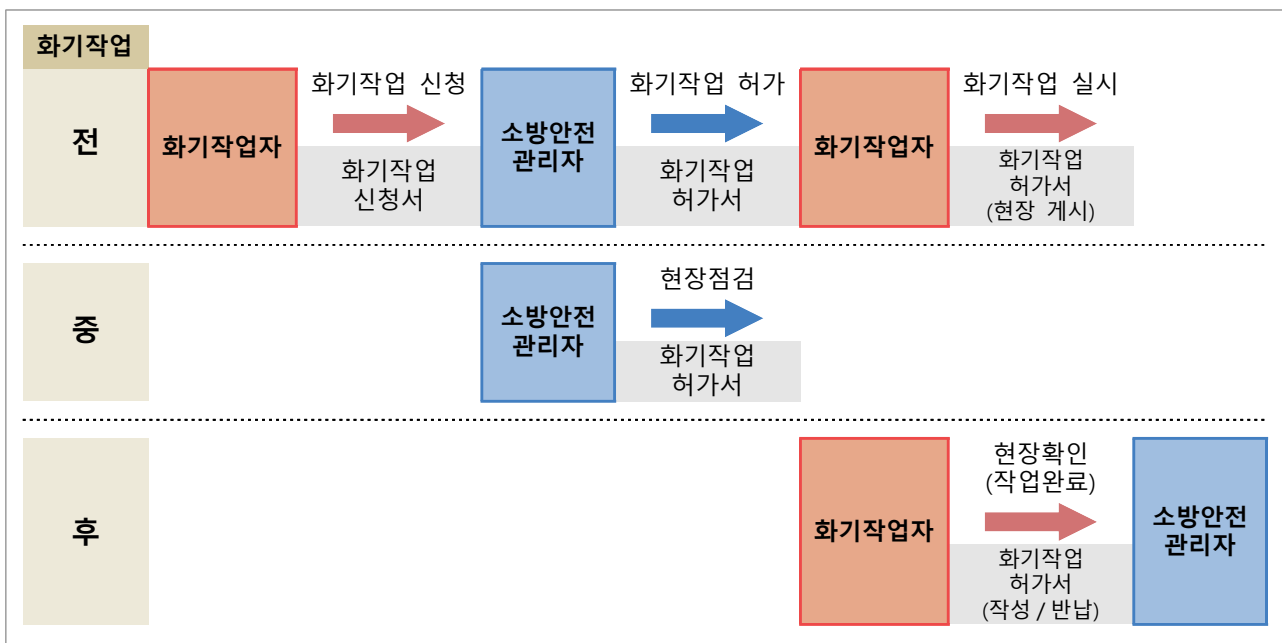 화기작업
전
화기작업자
화기작업 신청
화기작업
신청서
소방안전
관리자
화기작업 허가
화기작업
허가서
화기작업자
화기작업 실시
화기작업
허가서
(현장 게시)
중
소방안전
관리자
현장점검
화기작업
허가서
후
화기작업자
현장확인
(작업완료)
화기작업
허가서
(작성 / 반납)
소방안전
관리자